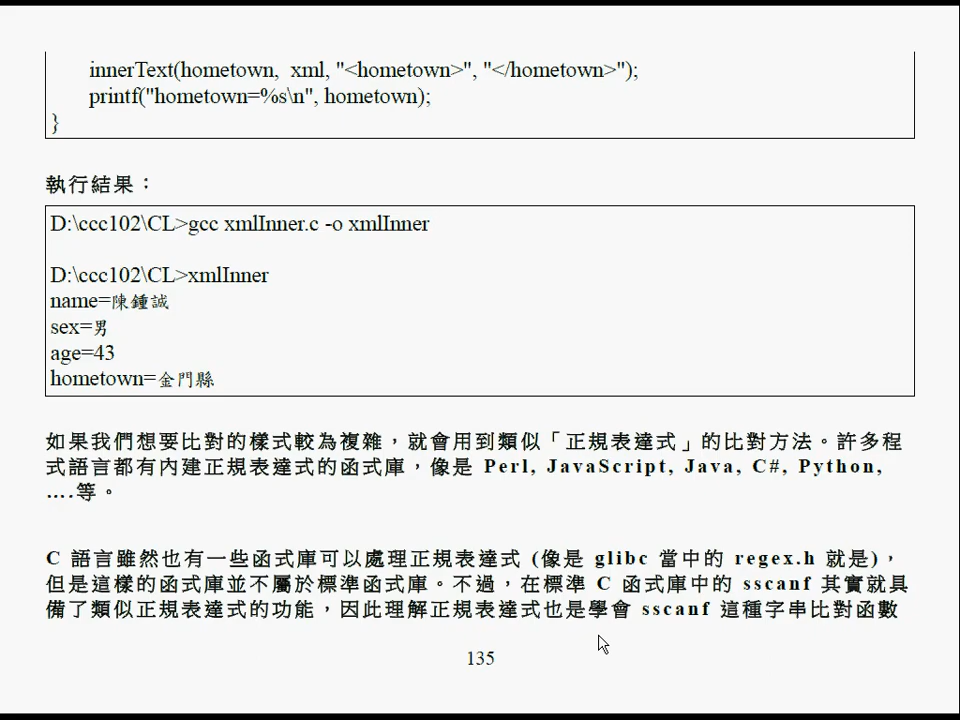 innerText(hometown, xml, "<hometown>", "</hometown>");
printf("hometown=%s\n", hometown);
}
執行結果：
D:\ccc102\CL>gcc xmlInner.c -o xmlInner
D:\ccc102\CL>xmlInner
name=陳鍾誠
sex=男
age=43
hometown=金門縣
如果我們想要比對的樣式較為複雜，就會用到類似「正規表達式」的比對方法。許多程
式語言都有內建正規表達式的函式庫，像是 Perl, JavaScript, Java, C#, Python,
….等。
C 語言雖然也有一些函式庫可以處理正規表達式 (像是 glibc 當中的 regex.h 就是)，
但是這樣的函式庫並不屬於標準函式庫。不過，在標準 C 函式庫中的 sscanf 其實就具
備了類似正規表達式的功能，因此理解正規表達式也是學會 sscanf 這種字串比對函數
135